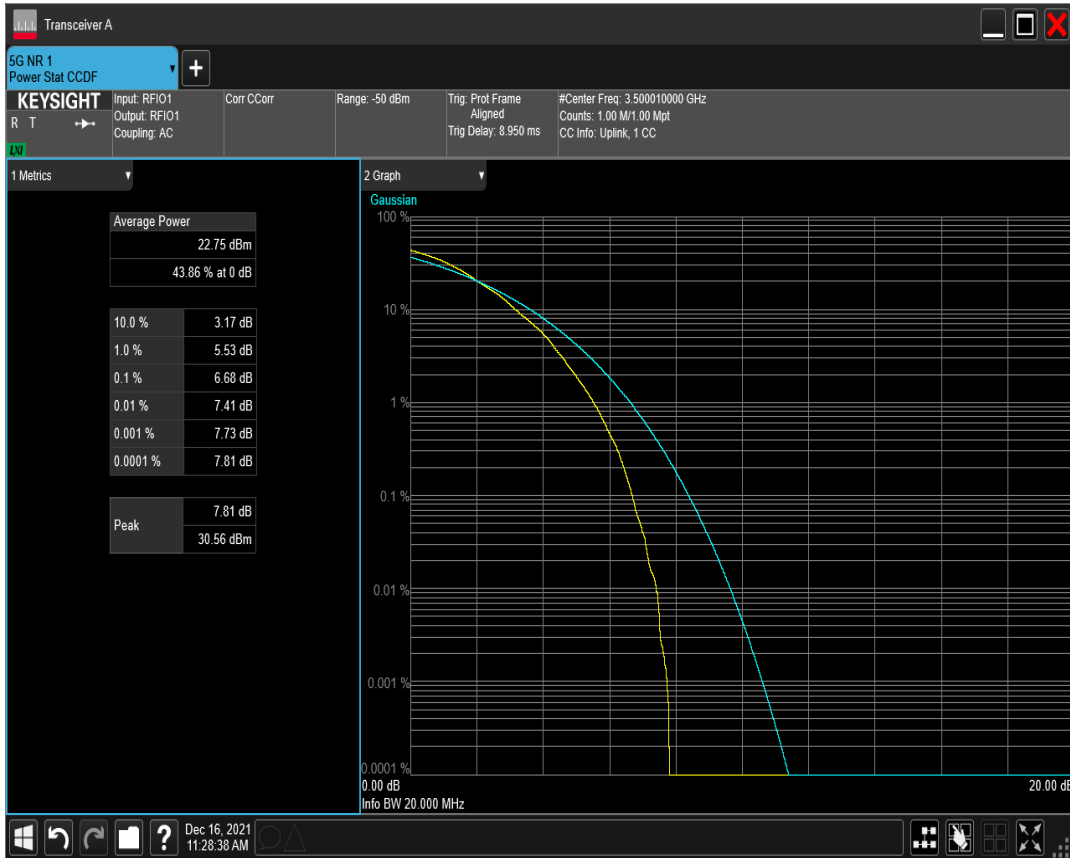 Transceiver A
5G NR 1
Power Stat CCDF
KEYSIGHT
R T
LXI
Input: RFIO1
Output: RFIO1
Coupling: AC
Corr CCorr
Range: -50 dBm
Trig: Prot Frame
Aligned
Trig Delay: 8.950 ms
#Center Freq: 3.500010000 GHz
Counts: 1.00 M/1.00 Mpt
CC Info: Uplink, 1 CC
1 Metrics
Average Power
22.75 dBm
43.86 % at 0 dB
10.0 % 3.17 dB
1.0 % 5.53 dB
0.1 % 6.68 dB
0.01 % 7.41 dB
0.001 % 7.73 dB
0.0001 % 7.81 dB
Peak 7.81 dB
30.56 dBm
2 Graph
Gaussian
100 %
10 %
1 %
0.1 %
0.01 %
0.001 %
0.0001 %
0.00 dB 20.00 dB
Info BW 20.000 MHz
? Dec 16, 2021
11:28:38 AM